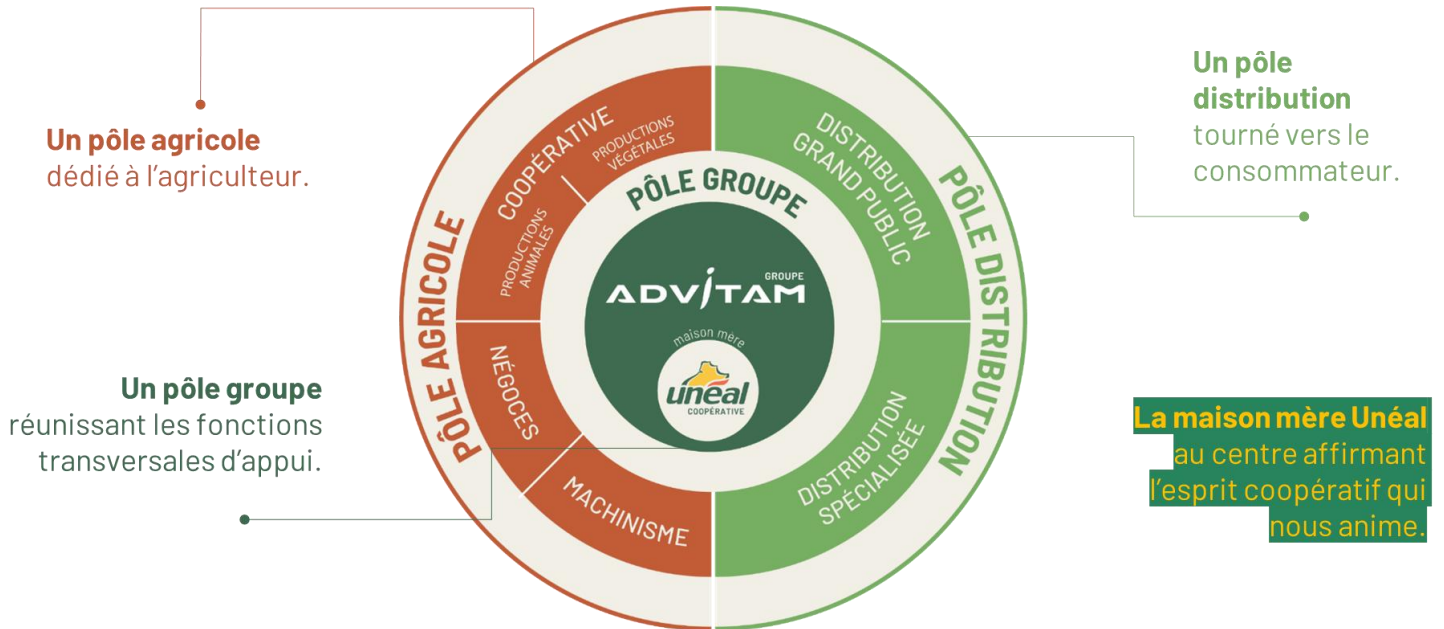 Un pôle agricole
dédié à l'agriculteur.
Un pôle groupe
réunissant les fonctions
transversales d'appui.
PÔLE AGRICOLE
COOPÉRATIVE
PRODUCTIONS
VÉGÉTALES
PRODUCTIONS
ANIMALES
NÉGOCES
MACHINISME
PÔLE GROUPE
GROUPE
ADVITAM
maison mère
unéal
COOPÉRATIVE
DISTRIBUTION
GRAND PUBLIC
DISTRIBUTION
SPÉCIALISÉE
PÔLE DISTRIBUTION
Un pôle
distribution
tourné vers le
consommateur.
La maison mère Unéal
au centre affirmant
l'esprit coopératif qui
nous anime.